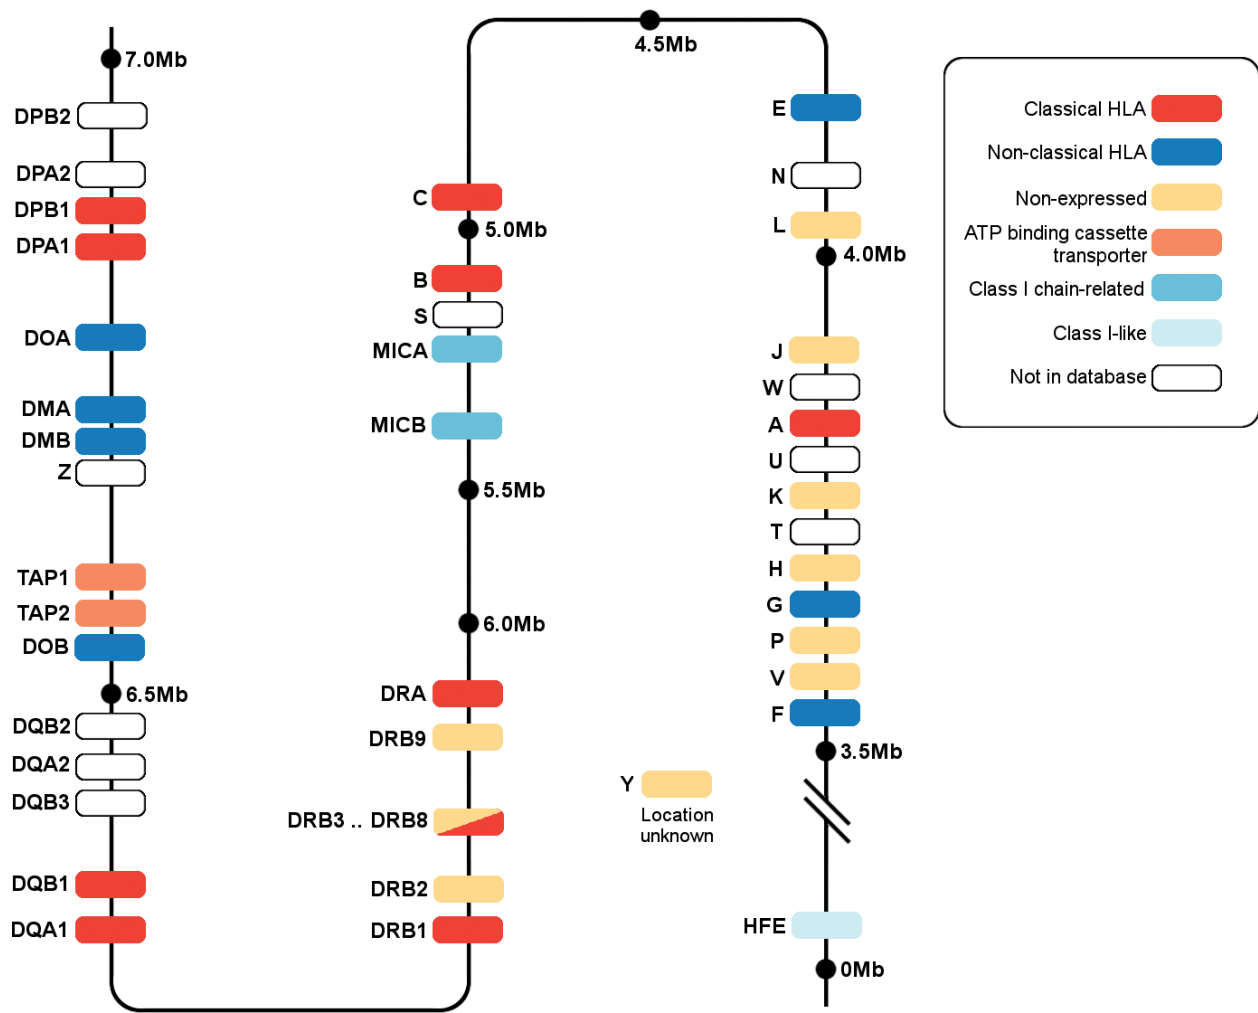 7.0Mb
DPB2
DPA2
DPB1
DPA1
DOA
DMA
DMB
Z
TAP1
TAP2
DOB
6.5Mb
DQB2
DQA2
DQB3
DQB1
DQA1
4.5Mb
C
5.0Mb
B
S
MICA
MICB
5.5Mb
6.0Mb
DRA
DRB9
DRB3 .. DRB8
DRB2
DRB1
E
N
L
4.0Mb
J
W
A
U
K
T
H
G
P
V
F
3.5Mb
Y
Location
unknown
HFE
0Mb
Classical HLA
Non-classical HLA
Non-expressed
ATP binding cassette
transporter
Class I chain-related
Class I-like
Not in database